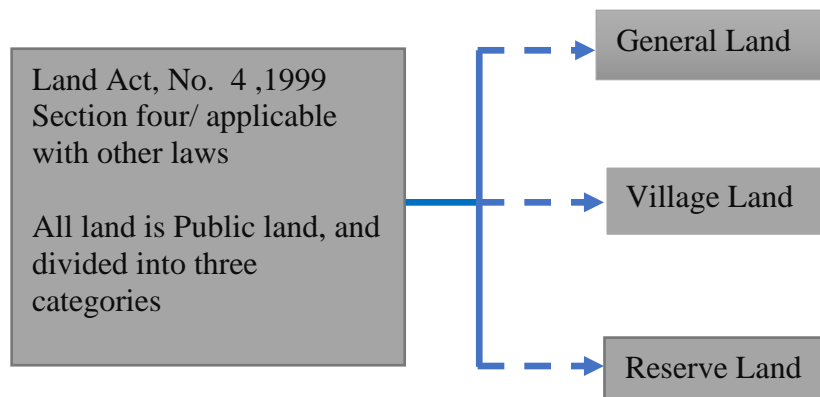 Land Act, No. 4 ,1999
Section four/ applicable
with other laws
All land is Public land, and
divided into three
categories
General Land
Village Land
Reserve Land